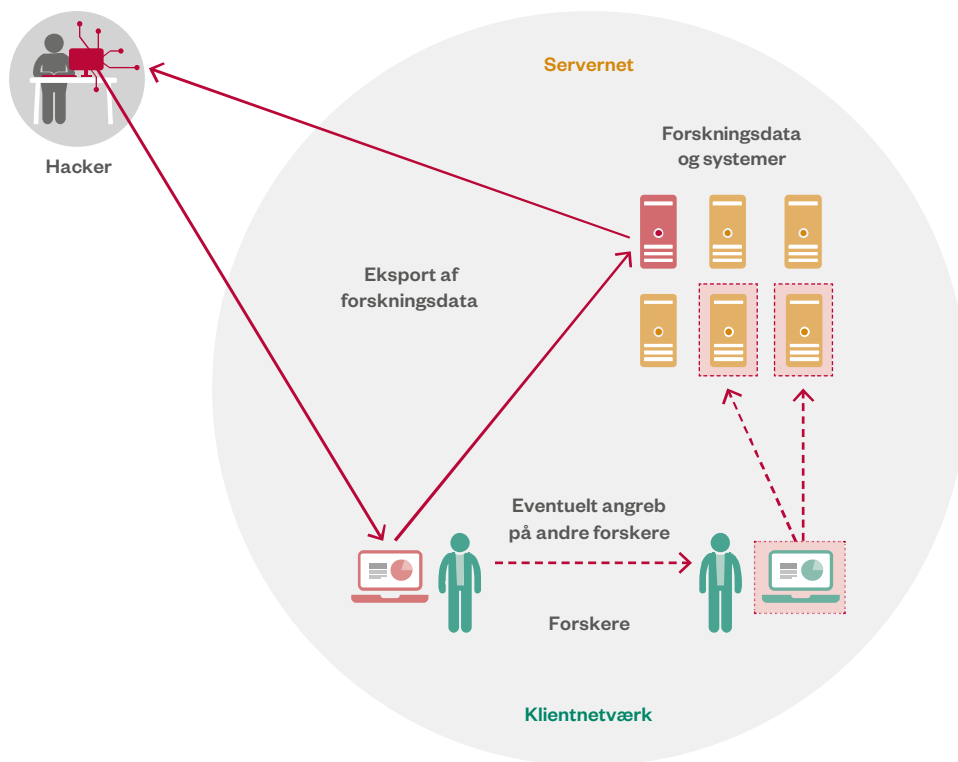 Servernet
Forskningsdata
og systemer
Hacker
Eksport af
forskningsdata
Eventuelt angreb
på andre forskere
Forskere
Klientnetværk